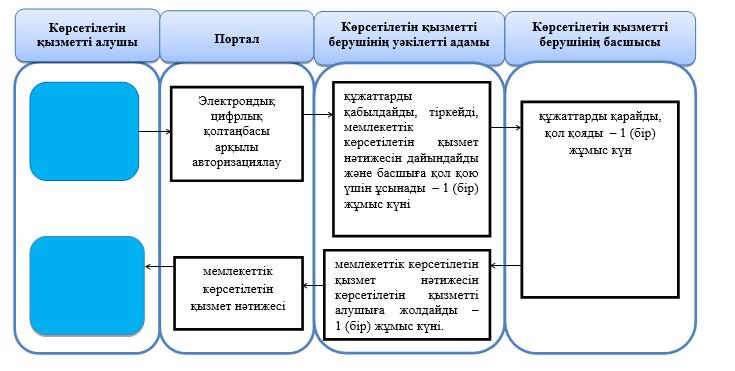 Көрсетілетін
қызметті алушы
Портал
Көрсетілетін қызметті
берушінің уәкілетті адамы
Көрсетілетін қызметті
берушінің басшысы
Электрондық
цифрлық
қолтаңбасы
арқылы
авторизациялау
құжаттарды
қабылдайды, тіркейді,
мемлекеттік
көрсетілетін қызмет
нәтижесін дайындайды
және басшыға қол қою
үшін ұсынады – 1 (бір)
жұмыс күні
құжаттарды қарайды,
қол қояды – 1 (бір)
жұмыс күн
мемлекеттік көрсетілетін
қызмет нәтижесін
көрсетілетін қызметті
алушыға жолдайды –
1 (бір) жұмыс күні.
мемлекеттік
көрсетілетін
қызмет нәтижесі